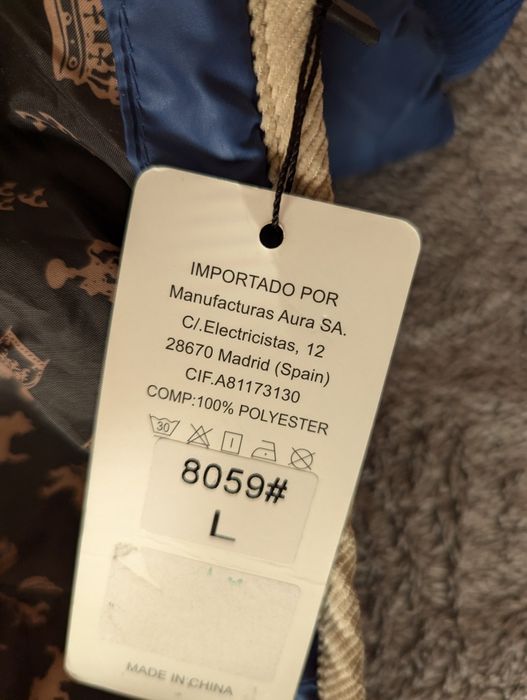 IMPORTADO POR
Manufacturas Aura SA.
C/.Electricistas, 12
28670 Madrid (Spain)
CIF.A81173130
COMP:100% POLYESTER
30
8059#
L
MADE IN CHINA